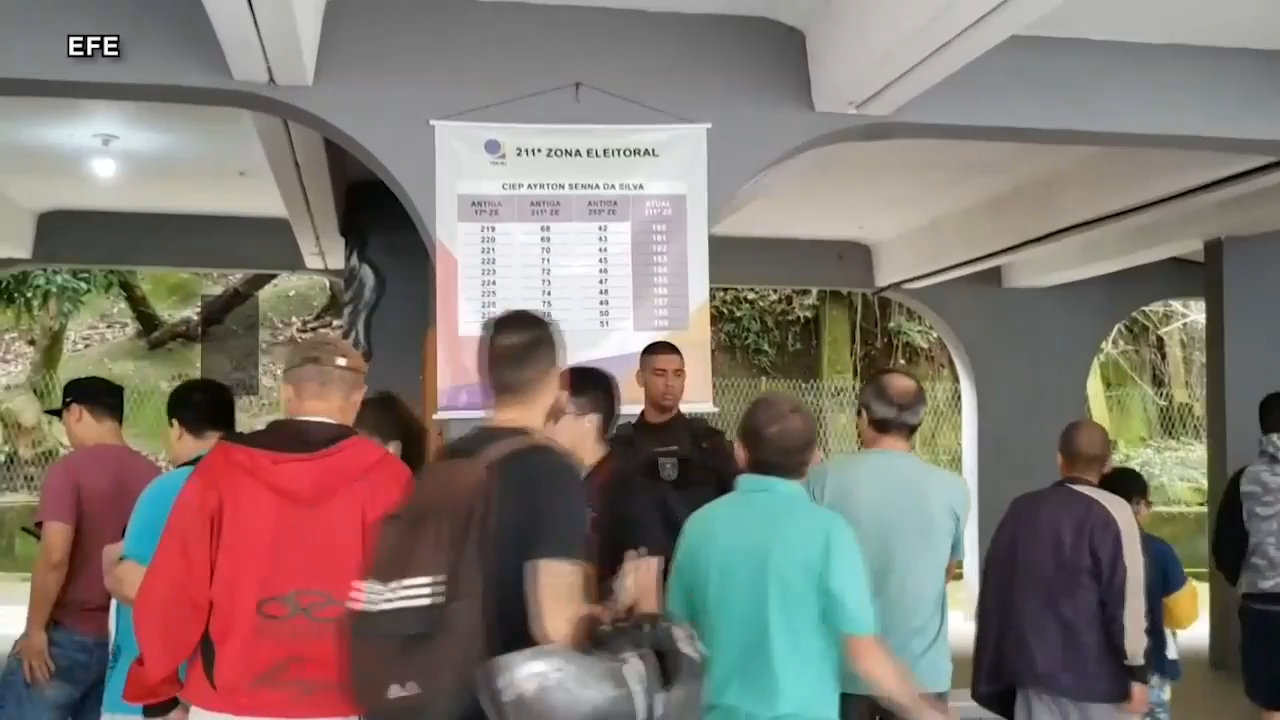 EFE
211ª ZONA ELEITORAL
CIEP AYRTON SENNA DA SILVA
ANTIGA ANTIGA ANTIGA ATUAL
17ª ZE 211ª ZE 253ª ZE 211ª ZE
219 68 42 180
220 69 43 181
221 70 44 182
222 71 45 183
223 72 46 184
224 73 47 185
225 74 48 186
226 75 49 187
76 50 188
51 189